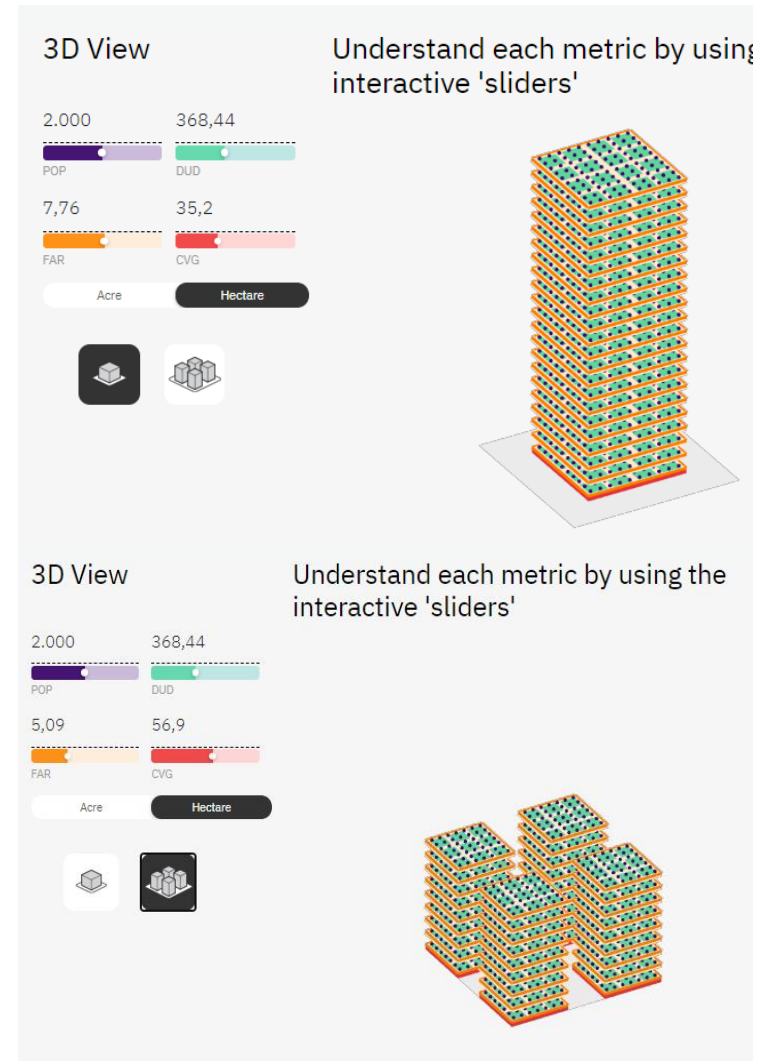 3D View
Understand each metric by using
interactive 'sliders'
2.000 368,44
POP DUD
7,76 35,2
FAR CVG
Acre Hectare
3D View
Understand each metric by using the
interactive 'sliders'
2.000 368,44
POP DUD
5,09 56,9
FAR CVG
Acre Hectare